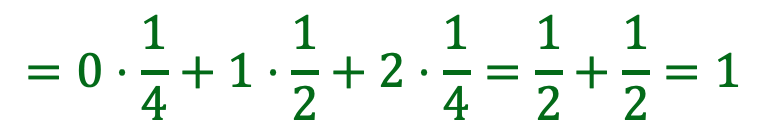 = 0 · 1/4 + 1 · 1/2 + 2 · 1/4 = 1/2 + 1/2 = 1